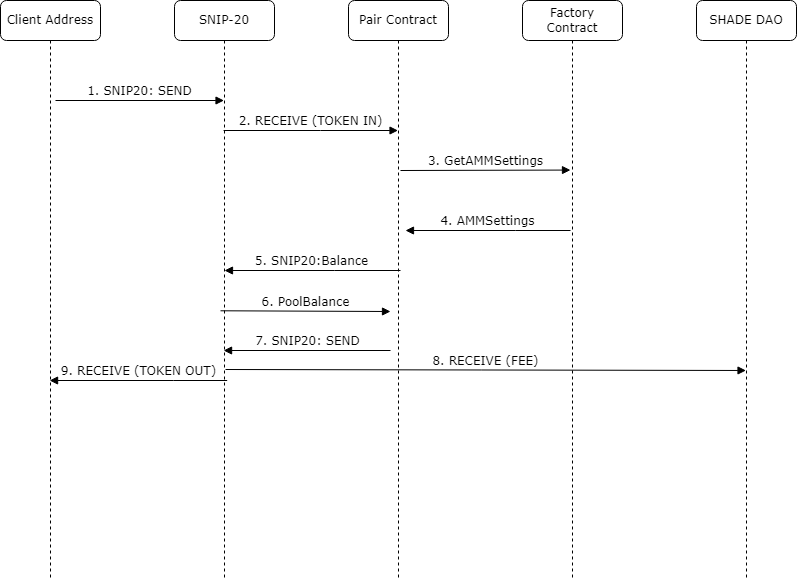 Client Address
SNIP-20
Pair Contract
Factory
Contract
SHADE DAO
1. SNIP20: SEND
2. RECEIVE (TOKEN IN)
3. GetAMMSettings
4. AMMSettings
5. SNIP20:Balance
6. PoolBalance
7. SNIP20: SEND
8. RECEIVE (FEE)
9. RECEIVE (TOKEN OUT)